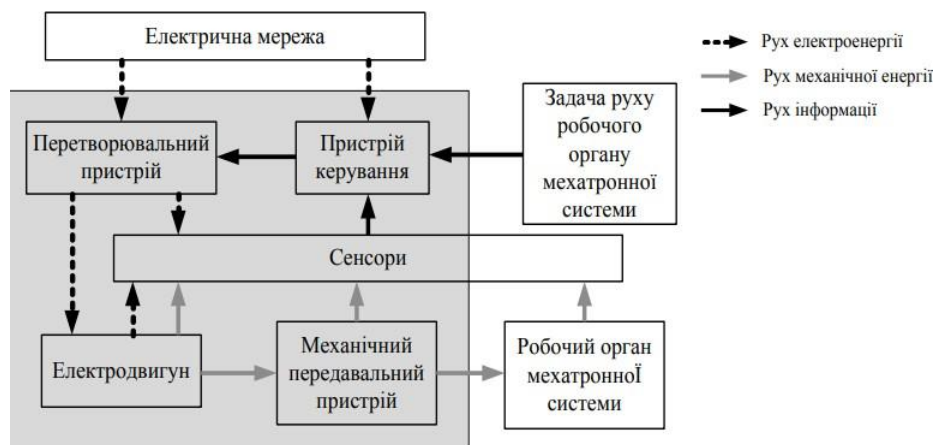 Електрична мережа
Рух електроенергії
Рух механічної енергії
Рух інформації
Перетворювальний
пристрій
Пристрій
керування
Задача руху
робочого
органу
мехатронної
системи
Сенсори
Електродвигун
Механічний
передавальний
пристрій
Робочий орган
мехатронноЇ
системи